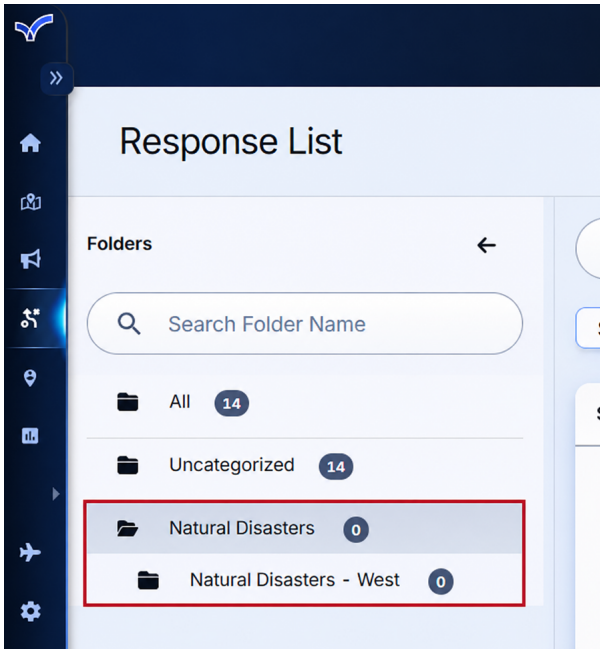 Response List
Folders
Search Folder Name
All 14
Uncategorized 14
Natural Disasters 0
Natural Disasters - West 0